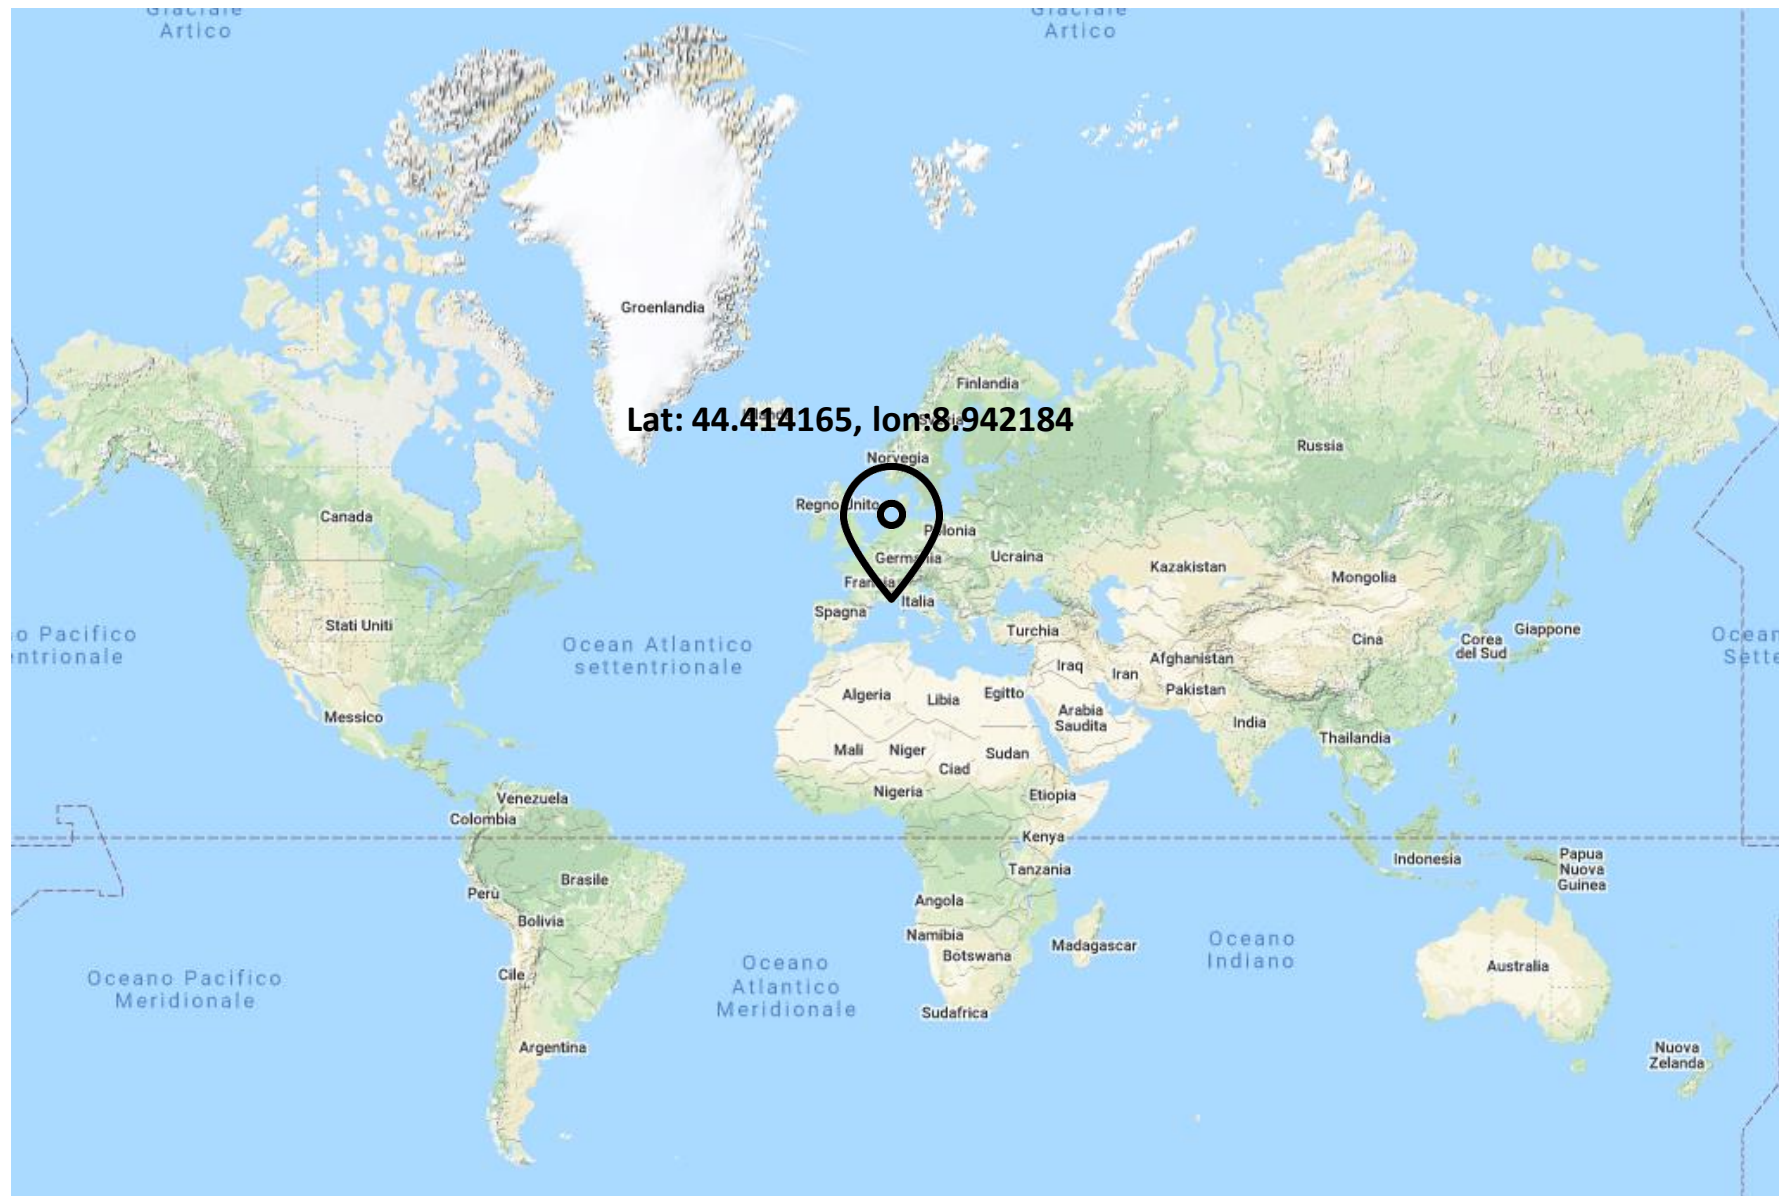 Glaciale
Artico
Glaciale
Artico
Groenlandia
Finlandia
Lat: 44.414165, lon:8.942184
Russia
Norvegia
Regno Unito
Canada
Polonia
Germania
Ucraina
Kazakistan
Mongolia
Francia
Italia
Spagna
Stati Uniti
Turchia
Giappone
Corea
del Sud
Cina
o Pacifico
entrionale
Ocean Atlantico
settentrionale
Ocean
Sette
Iraq
Iran
Afghanistan
Pakistan
Algeria
Libia
Egitto
Arabia
Saudita
India
Messico
Thailandia
Mali
Niger
Ciad
Sudan
Nigeria
Etiopia
Venezuela
Colombia
Kenya
Indonesia
Papua
Nuova
Guinea
Tanzania
Brasile
Perù
Angola
Bolivia
Namibia
Botswana
Madagascar
Oceano
Indiano
Australia
Cile
Oceano Pacifico
Meridionale
Oceano
Atlantico
Meridionale
Sudafrica
Argentina
Nuova
Zelanda